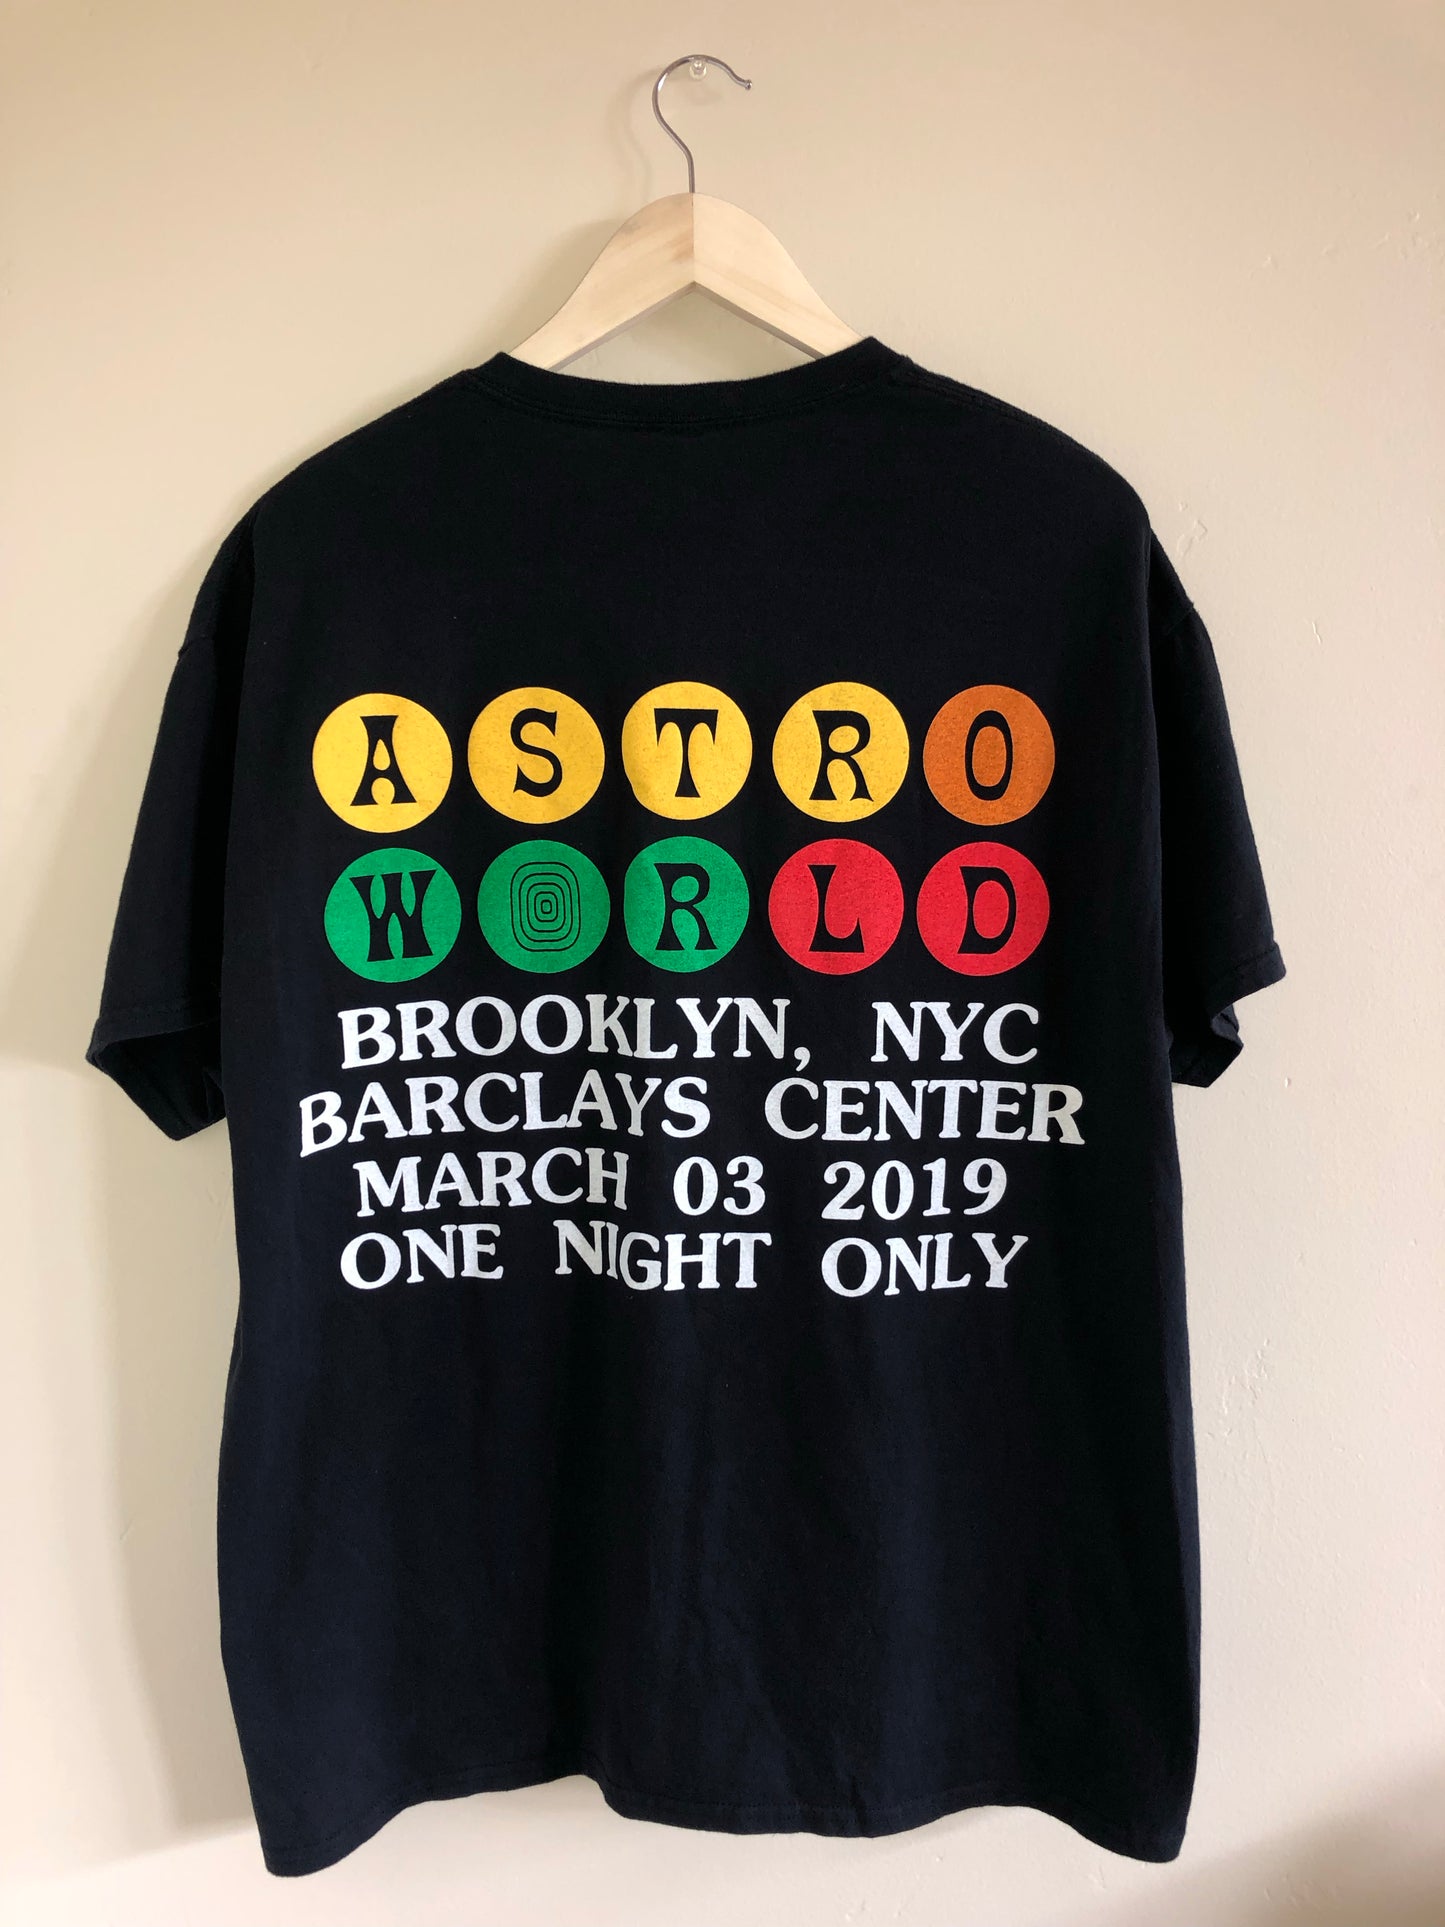 ASTRO
WORLD
BROOKLYN, NYC
BARCLAYS CENTER
MARCH 03 2019
ONE NIGHT ONLY